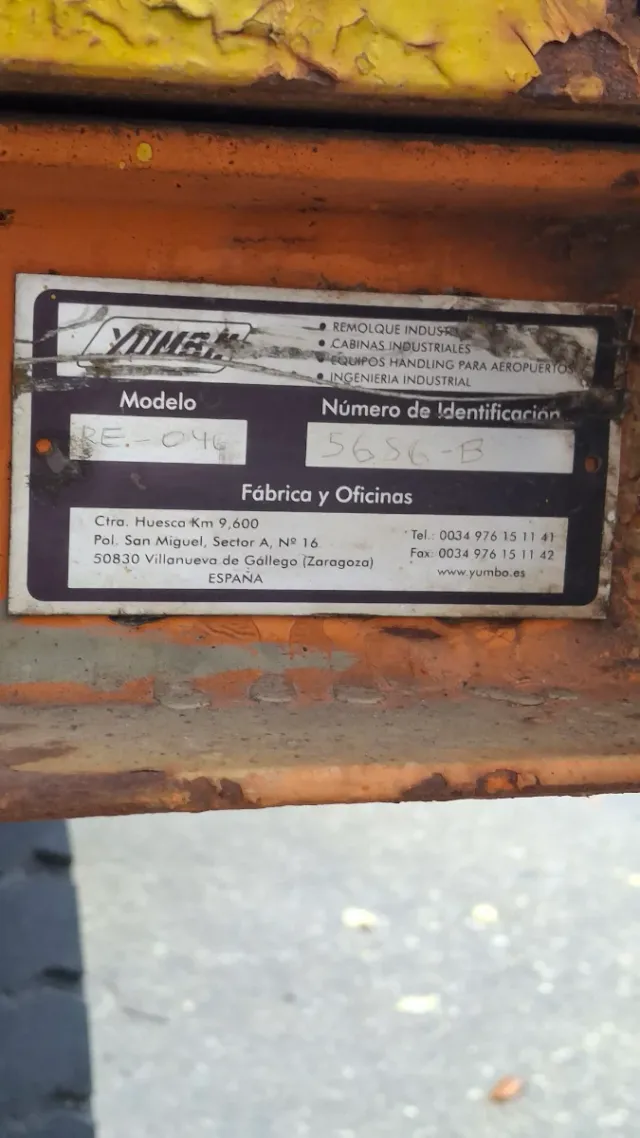 YUMBO
• REMOLQUE INDUSTRIAL
• CABINAS INDUSTRIALES
• EQUIPOS HANDLING PARA AEROPUERTOS
• INGENIERIA INDUSTRIAL
Modelo
Número de Identificación
RE.-046
5656-B
Fábrica y Oficinas
Ctra. Huesca Km 9,600
Pol. San Miguel, Sector A, Nº 16
50830 Villanueva de Gállego (Zaragoza)
ESPAÑA
Tel.: 0034 976 15 11 41
Fax: 0034 976 15 11 42
www.yumbo.es